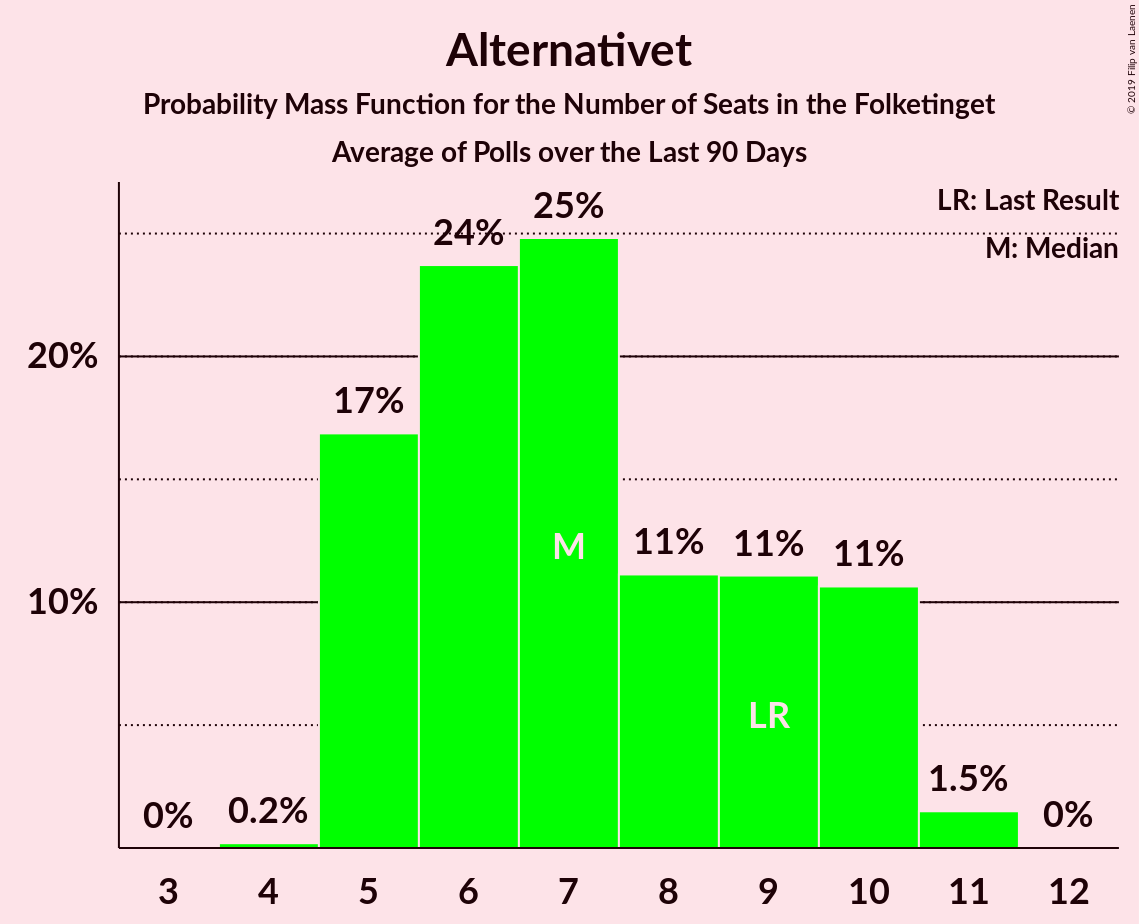 Alternativet
Probability Mass Function for the Number of Seats in the Folketinget
Average of Polls over the Last 90 Days
© 2019 Filip van Laenen
LR: Last Result
M: Median
25%
24%
20%
17%
M
11%
11%
11%
10%
LR
1.5%
0%
0.2%
0%
3 4 5 6 7 8 9 10 11 12